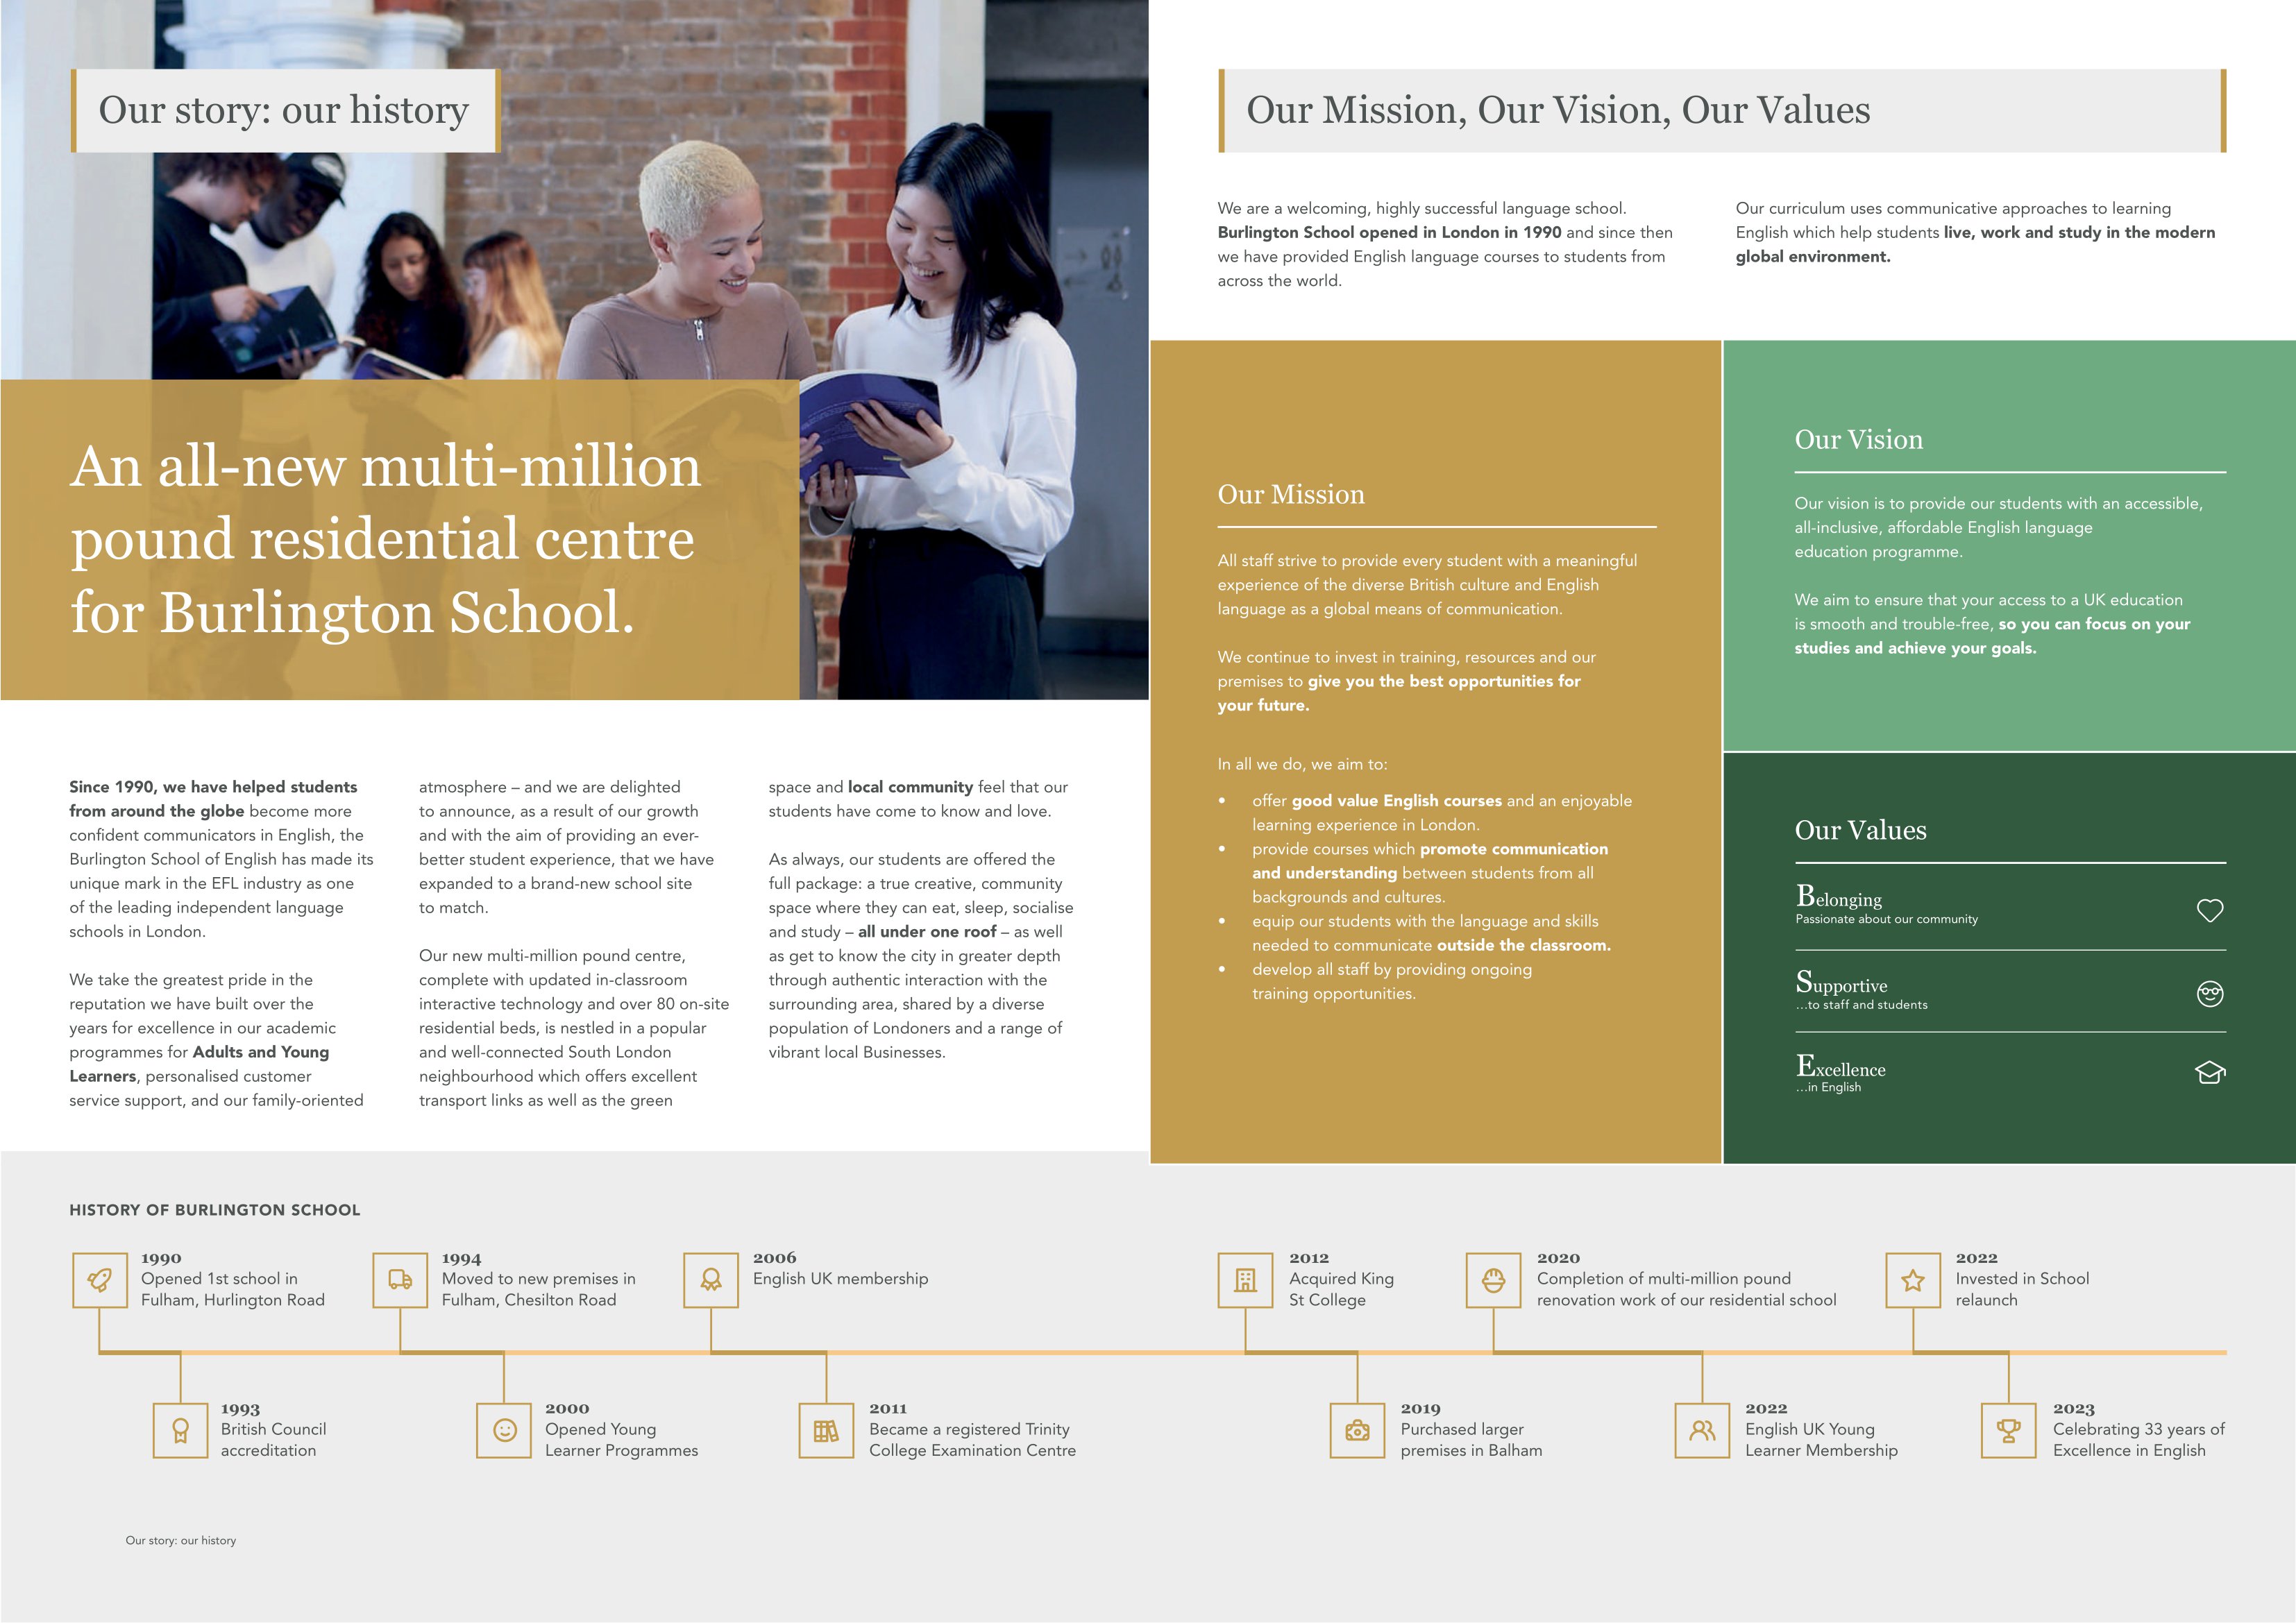 Our story: our history
An all-new multi-million
pound residential centre
for Burlington School.
Since 1990, we have helped students
from around the globe become more
confident communicators in English, the
Burlington School of English has made its
unique mark in the EFL industry as one
of the leading independent language
schools in London.
We take the greatest pride in the
reputation we have built over the
years for excellence in our academic
programmes for Adults and Young
Learners, personalised customer
service support, and our family-oriented
atmosphere – and we are delighted
to announce, as a result of our growth
and with the aim of providing an ever-
better student experience, that we have
expanded to a brand-new school site
to match.
Our new multi-million pound centre,
complete with updated in-classroom
interactive technology and over 80 on-site
residential beds, is nestled in a popular
and well-connected South London
neighbourhood which offers excellent
transport links as well as the green
space and local community feel that our
students have come to know and love.
As always, our students are offered the
full package: a true creative, community
space where they can eat, sleep, socialise
and study – all under one roof – as well
as get to know the city in greater depth
through authentic interaction with the
surrounding area, shared by a diverse
population of Londoners and a range of
vibrant local Businesses.
Our Mission, Our Vision, Our Values
We are a welcoming, highly successful language school.
Burlington School opened in London in 1990 and since then
we have provided English language courses to students from
across the world.
Our curriculum uses communicative approaches to learning
English which help students live, work and study in the modern
global environment.
Our Mission
All staff strive to provide every student with a meaningful
experience of the diverse British culture and English
language as a global means of communication.
We continue to invest in training, resources and our
premises to give you the best opportunities for
your future.
In all we do, we aim to:
• offer good value English courses and an enjoyable
learning experience in London.
• provide courses which promote communication
and understanding between students from all
backgrounds and cultures.
• equip our students with the language and skills
needed to communicate outside the classroom.
• develop all staff by providing ongoing
training opportunities.
Our Vision
Our vision is to provide our students with an accessible,
all-inclusive, affordable English language
education programme.
We aim to ensure that your access to a UK education
is smooth and trouble-free, so you can focus on your
studies and achieve your goals.
Our Values
Belonging
Passionate about our community
Supportive
...to staff and students
Excellence
...in English
HISTORY OF BURLINGTON SCHOOL
1990
Opened 1st school in
Fulham, Hurlington Road
1993
British Council
accreditation
1994
Moved to new premises in
Fulham, Chesilton Road
2000
Opened Young
Learner Programmes
2006
English UK membership
2011
Became a registered Trinity
College Examination Centre
2012
Acquired King
St College
2019
Purchased larger
premises in Balham
2020
Completion of multi-million pound
renovation work of our residential school
2022
English UK Young
Learner Membership
2022
Invested in School
relaunch
2023
Celebrating 33 years of
Excellence in English
Our story: our history